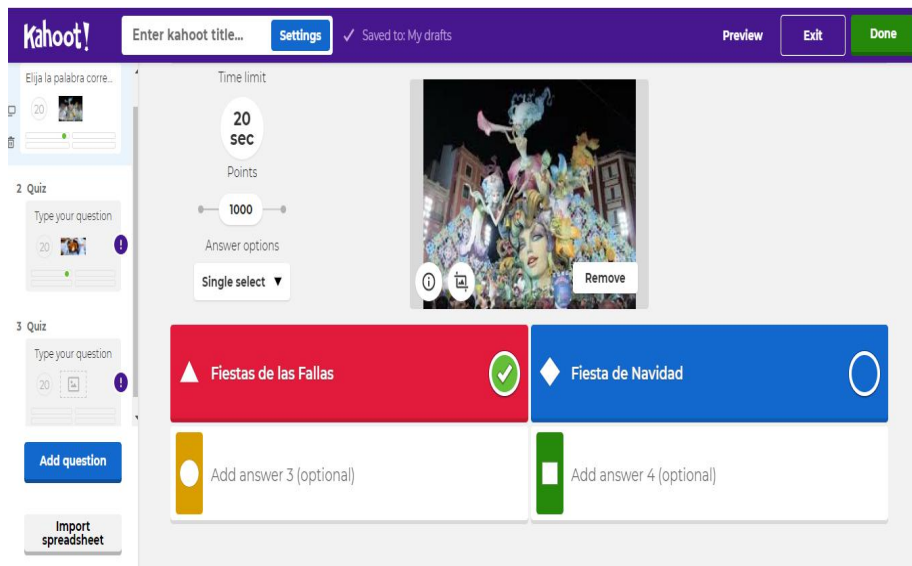 Kahoot!
Enter kahoot title...
Settings
✓ Saved to: My drafts
Preview
Exit
Done
Elija la palabra corre...
20
2 Quiz
Type your question
20
!
3 Quiz
Type your question
20
!
Add question
Import
spreadsheet
Time limit
20
sec
Points
1000
Answer options
Single select ▼
Remove
Fiestas de las Fallas
Fiesta de Navidad
Add answer 3 (optional)
Add answer 4 (optional)